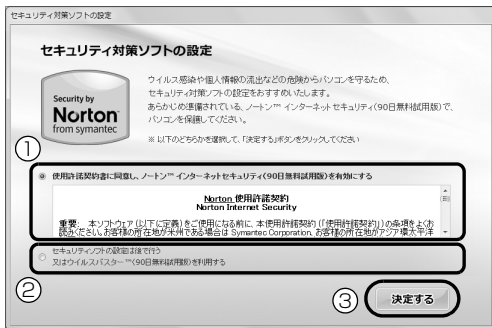 セキュリティ対策ソフトの設定
セキュリティ対策ソフトの設定
Security by
Norton™
from symantec
ウイルス感染や個人情報の流出などの危険からパソコンを守るため、
セキュリティ対策ソフトの設定をおすすめいたします。
あらかじめ準備されている、ノートン™ インターネットセキュリティ(90日無料試用版)で、
パソコンを保護してください。
※ 以下のどちらかを選択して、「決定する」ボタンをクリックしてください
①
使用許諾契約書に同意し、ノートン™ インターネットセキュリティ(90日無料試用版)を有効にする
Norton 使用許諾契約
Norton Internet Security
重要: 本ソフトウェア(以下に定義)をご使用になる前に、本使用許諾契約(「使用許諾契約」)の条項をよくお
読みください。お客様の所在地が米州である場合は Symantec Corporation、お客様の所在地がアジア環太平洋
セキュリティソフトの設定は後で行う
又はウイルスバスター™(90日無料試用版)を利用する
②
③
決定する